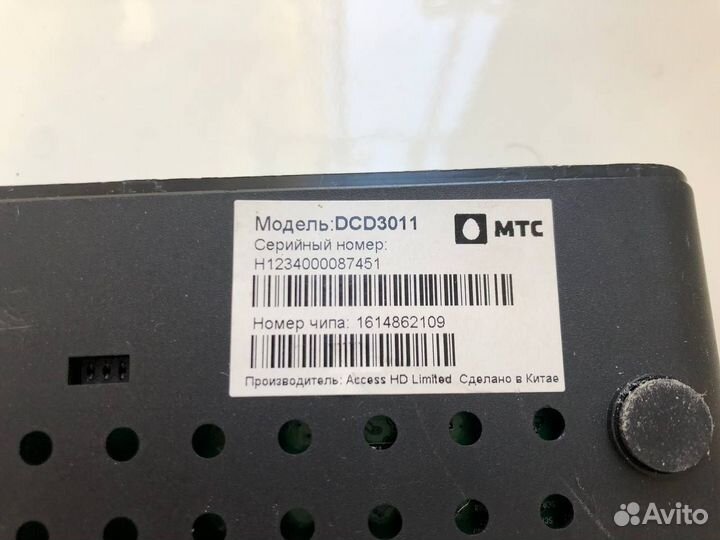 Модель:DCD3011
МТС
Серийный номер:
H1234000087451
Номер чипа: 1614862109
Производитель: Access HD Limited Сделано в Китае
Avito